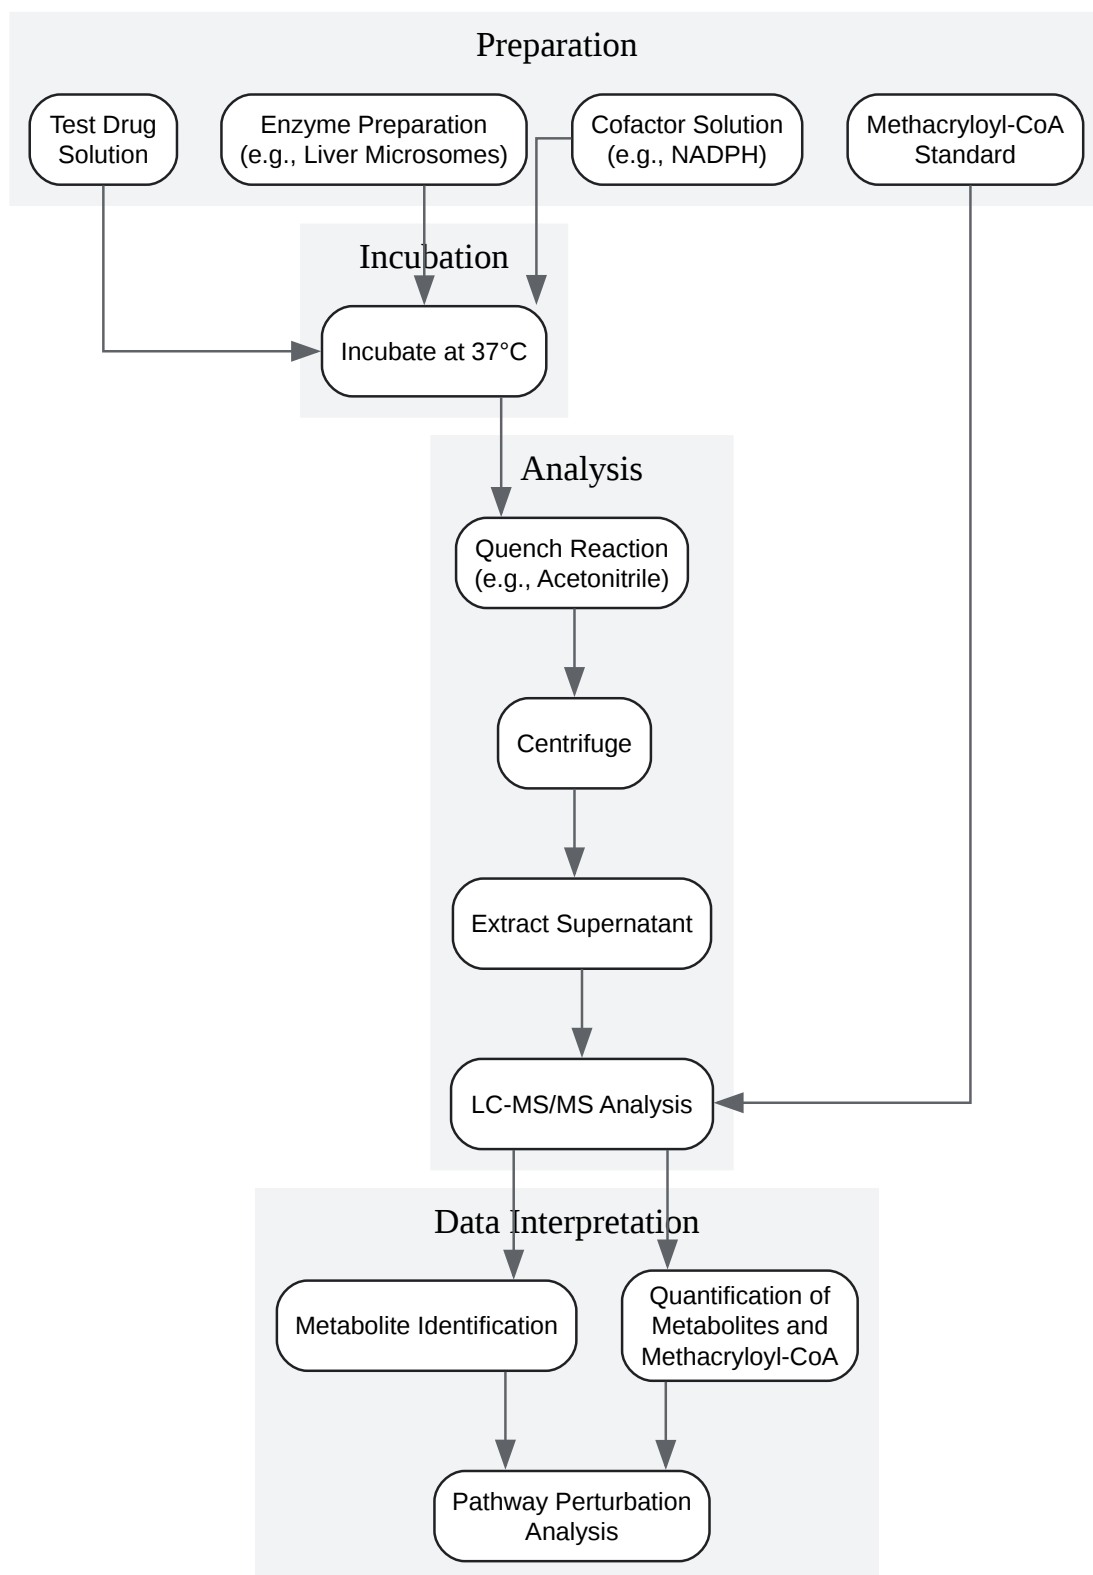 Preparation
Test Drug
Solution
Enzyme Preparation
(e.g., Liver Microsomes)
Cofactor Solution
(e.g., NADPH)
Methacryloyl-CoA
Standard
Incubation
Incubate at 37°C
Analysis
Quench Reaction
(e.g., Acetonitrile)
Centrifuge
Extract Supernatant
LC-MS/MS Analysis
Data Interpretation
Metabolite Identification
Quantification of
Metabolites and
Methacryloyl-CoA
Pathway Perturbation
Analysis